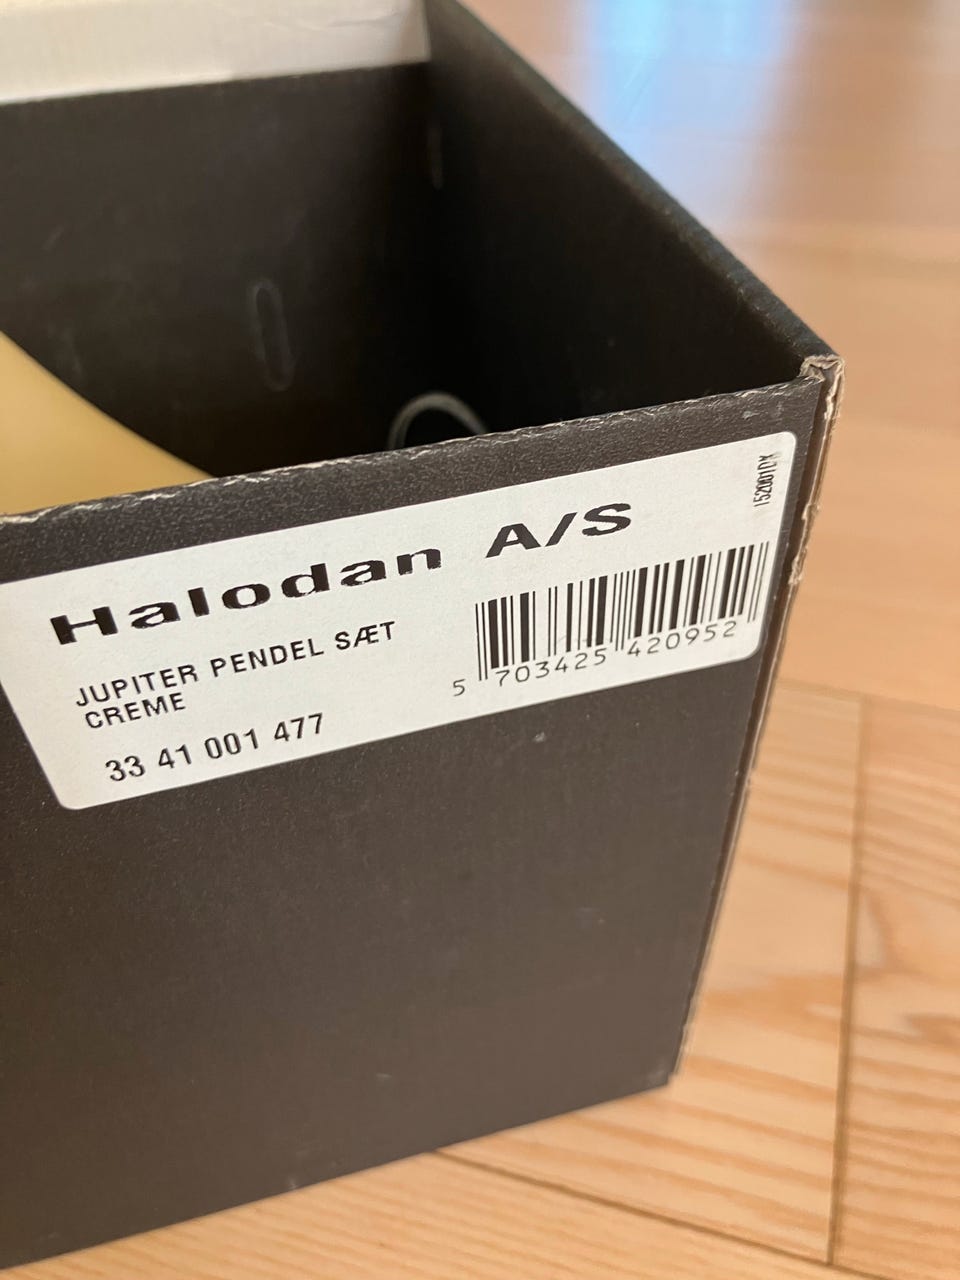 Halodan A/S
JUPITER PENDEL SÆT
CREME
33 41 001 477
5 703425 420952